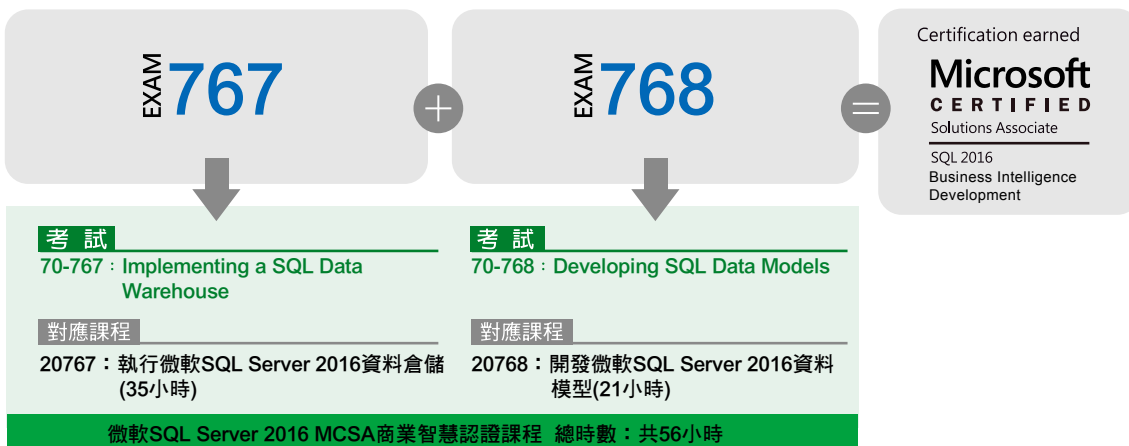 EXAM 767
+
EXAM 768
=
Certification earned
Microsoft
CERTIFIED
Solutions Associate
SQL 2016
Business Intelligence
Development
考試
70-767：Implementing a SQL Data
Warehouse
對應課程
20767：執行微軟SQL Server 2016資料倉儲
(35小時)
考試
70-768：Developing SQL Data Models
對應課程
20768：開發微軟SQL Server 2016資料
模型(21小時)
微軟SQL Server 2016 MCSA商業智慧認證課程 總時數：共56小時